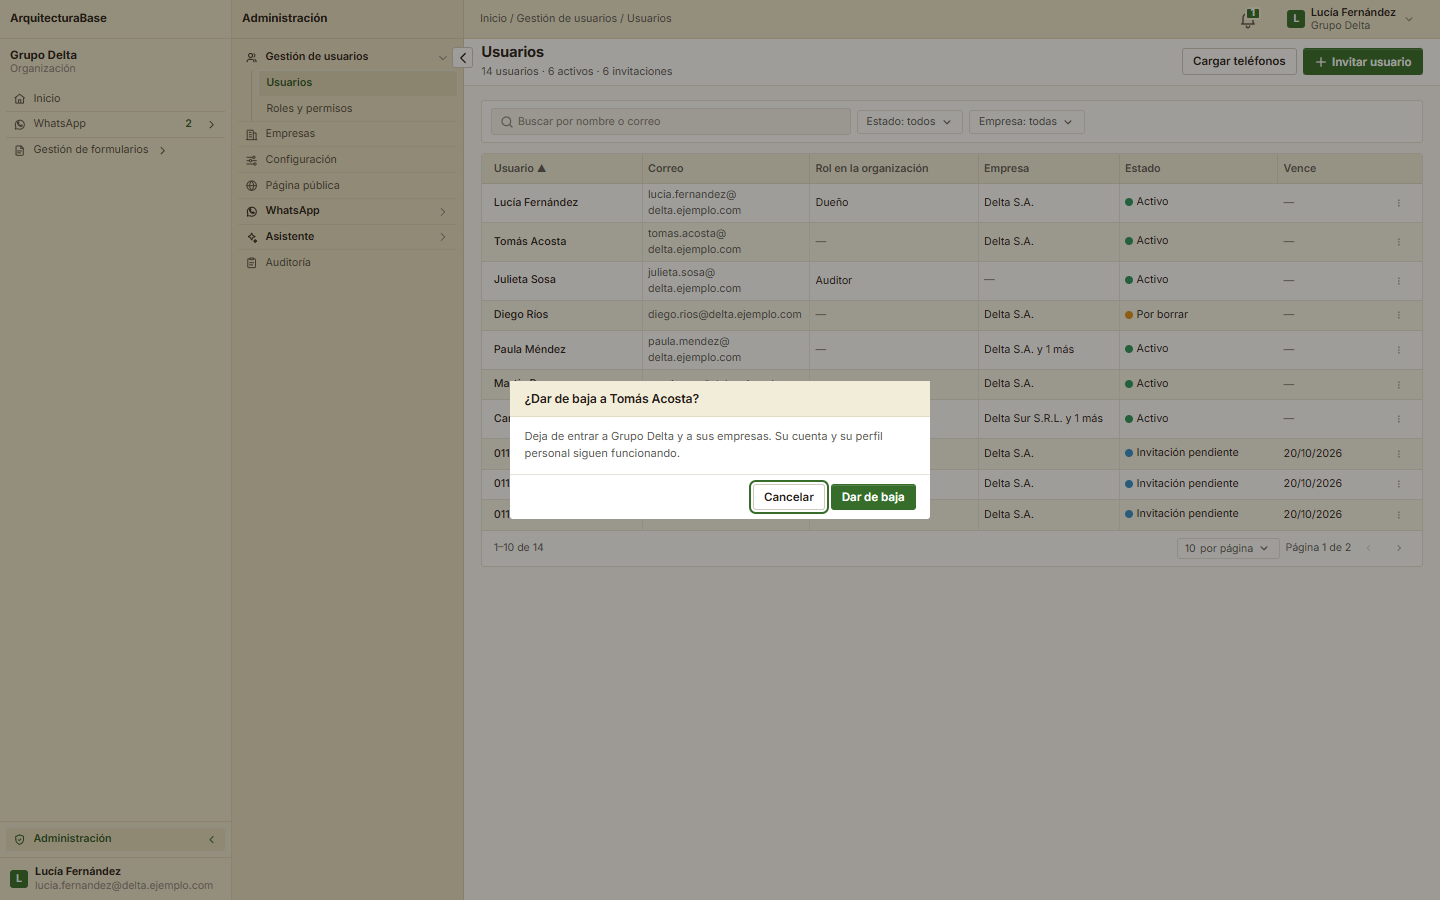 ArquitecturaBase
Grupo Delta
Organización
Inicio
WhatsApp 2
Gestión de formularios
Administración
Lucía Fernández
lucia.fernandez@delta.ejemplo.com
Administración
Gestión de usuarios
Usuarios
Roles y permisos
Empresas
Configuración
Página pública
WhatsApp
Asistente
Auditoría
Inicio / Gestión de usuarios / Usuarios
1
L Lucía Fernández
Grupo Delta
Usuarios
14 usuarios · 6 activos · 6 invitaciones
Cargar teléfonos
Invitar usuario
Buscar por nombre o correo
Estado: todos
Empresa: todas
Usuario ▲ Correo Rol en la organización Empresa Estado Vence
Lucía Fernández lucia.fernandez@
delta.ejemplo.com Dueño Delta S.A. Activo —
Tomás Acosta tomas.acosta@
delta.ejemplo.com — Delta S.A. Activo —
Julieta Sosa julieta.sosa@
delta.ejemplo.com Auditor — Activo —
Diego Ríos diego.rios@delta.ejemplo.com — Delta S.A. Por borrar —
Paula Méndez paula.mendez@
delta.ejemplo.com — Delta S.A. y 1 más Activo —
Delta S.A. Activo —
Delta Sur S.R.L. y 1 más Activo —
011 Delta S.A. Invitación pendiente 20/10/2026
011 Delta S.A. Invitación pendiente 20/10/2026
011 Delta S.A. Invitación pendiente 20/10/2026
¿Dar de baja a Tomás Acosta?
Deja de entrar a Grupo Delta y a sus empresas. Su cuenta y su perfil
personal siguen funcionando.
Cancelar
Dar de baja
1–10 de 14
10 por página
Página 1 de 2
L